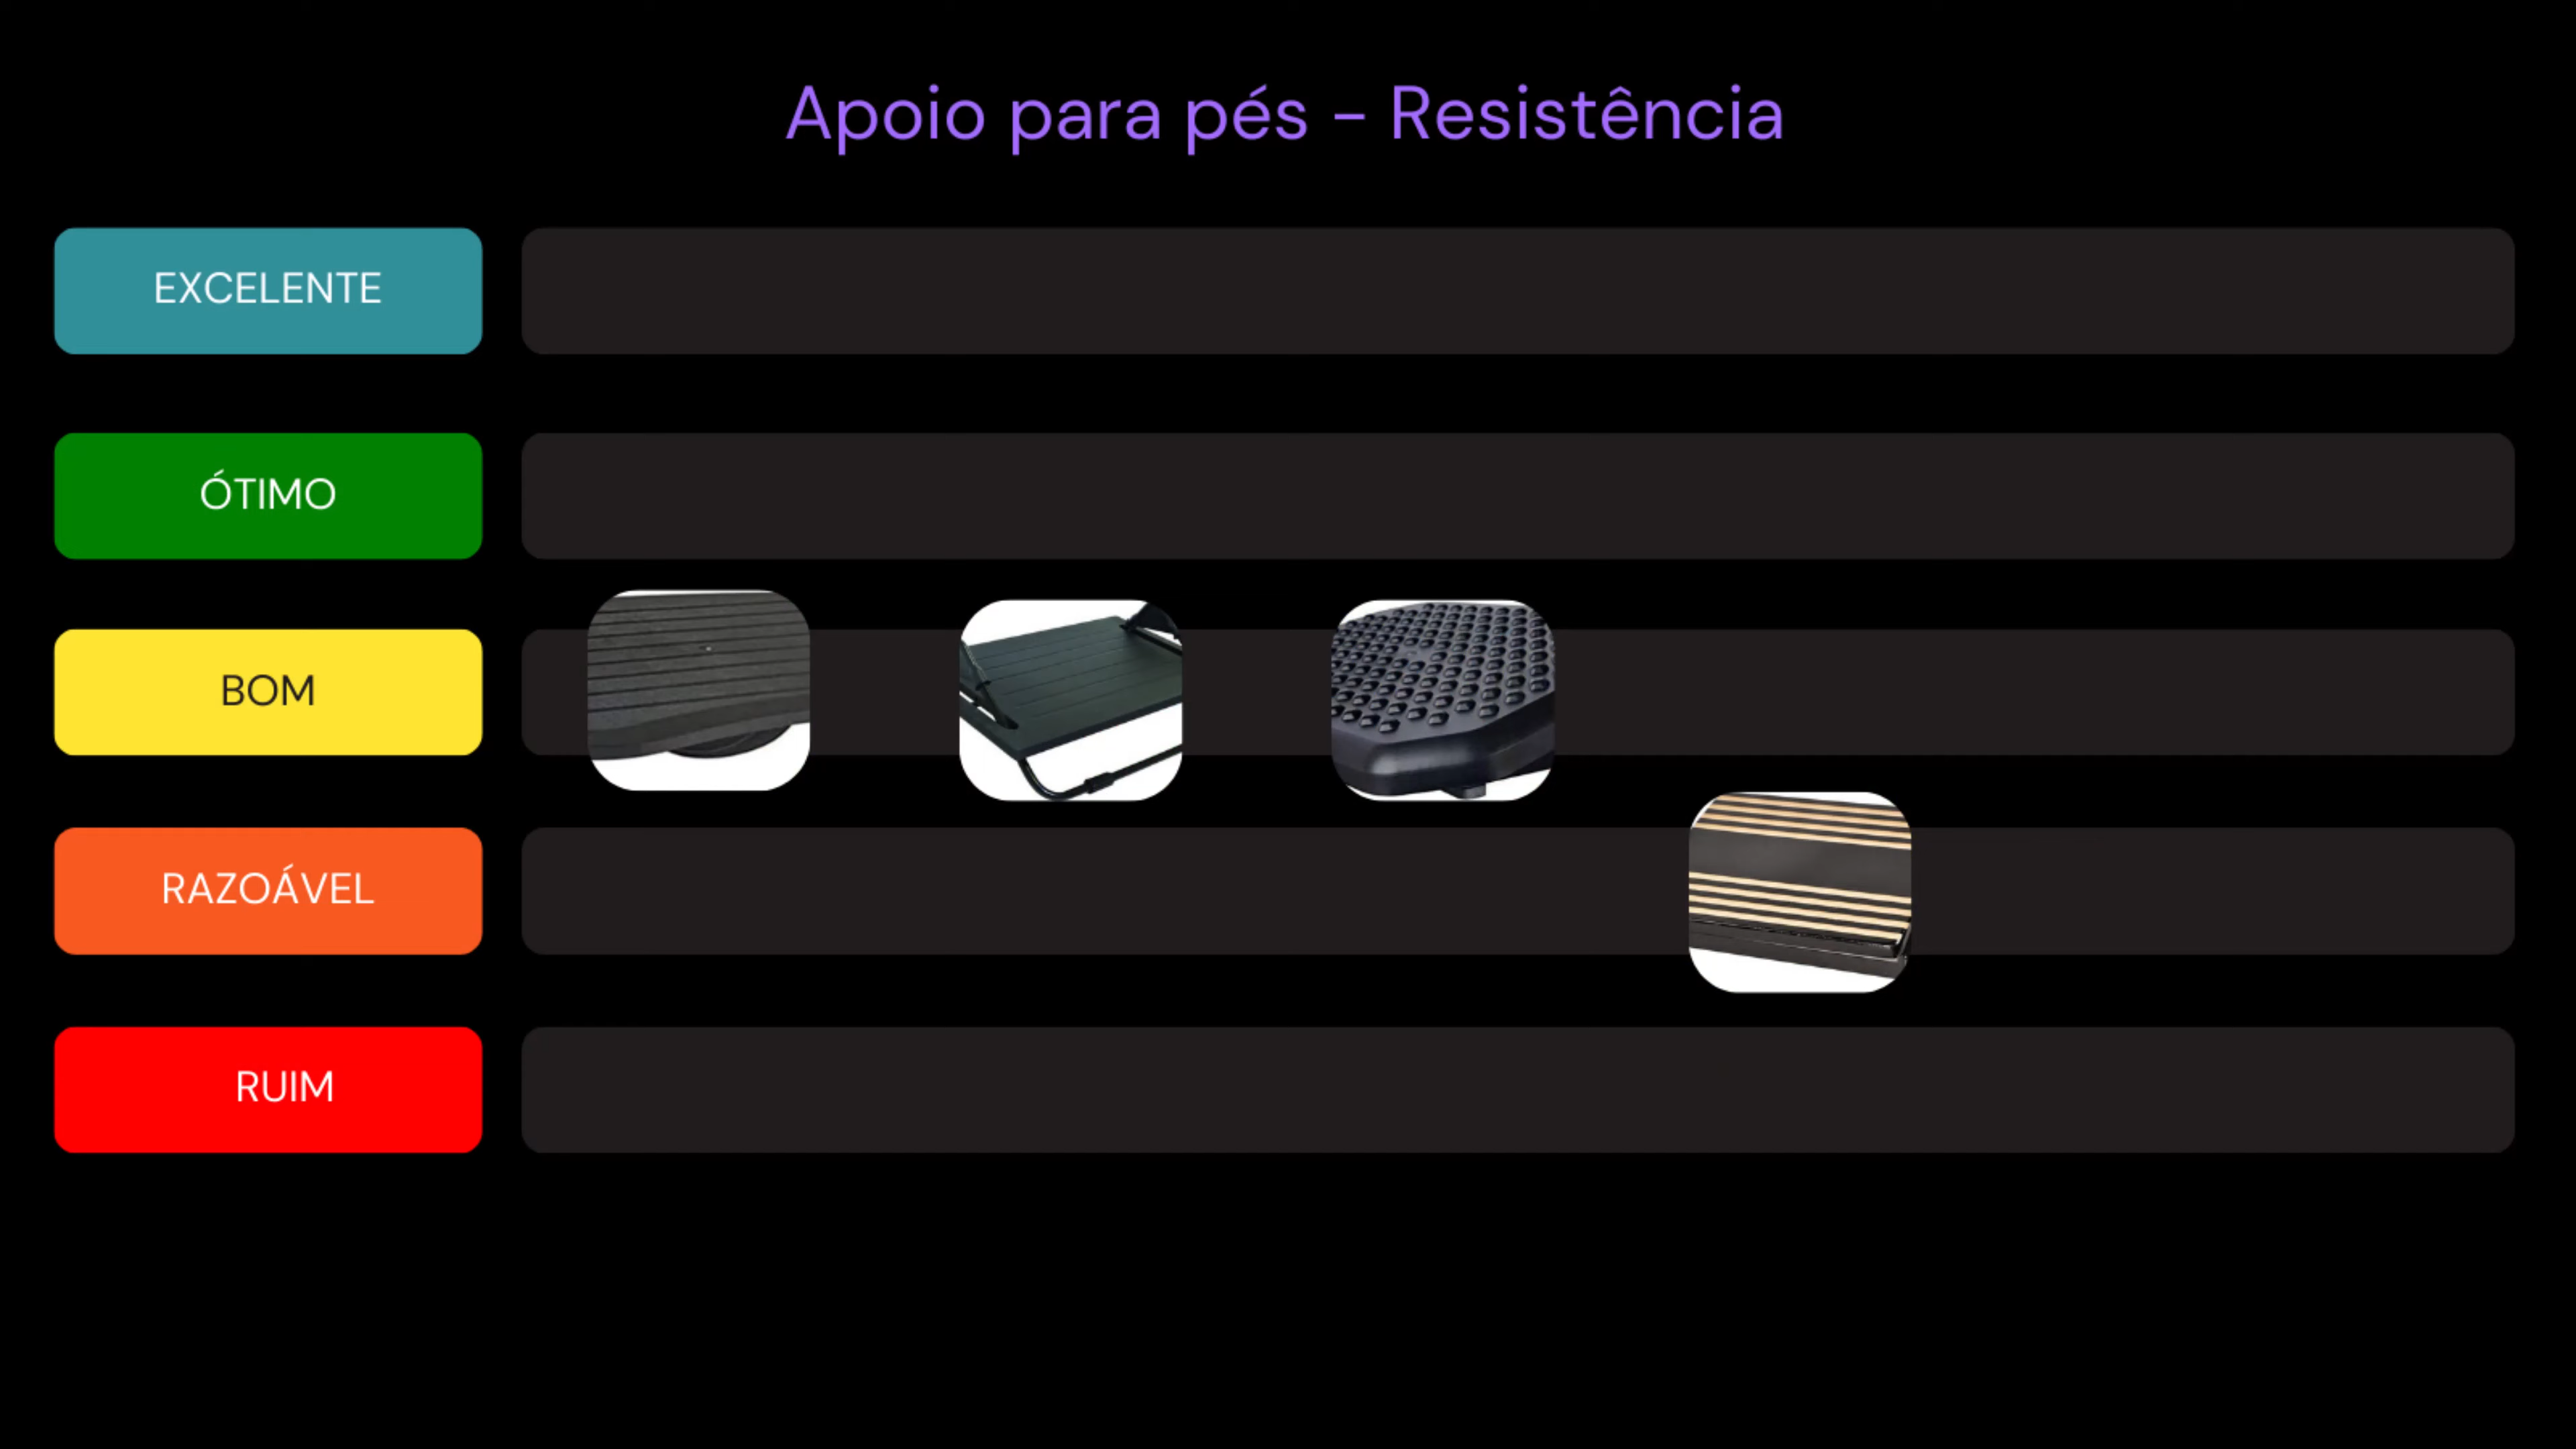 Apoio para pés - Resistência
EXCELENTE
ÓTIMO
BOM
RAZOÁVEL
RUIM